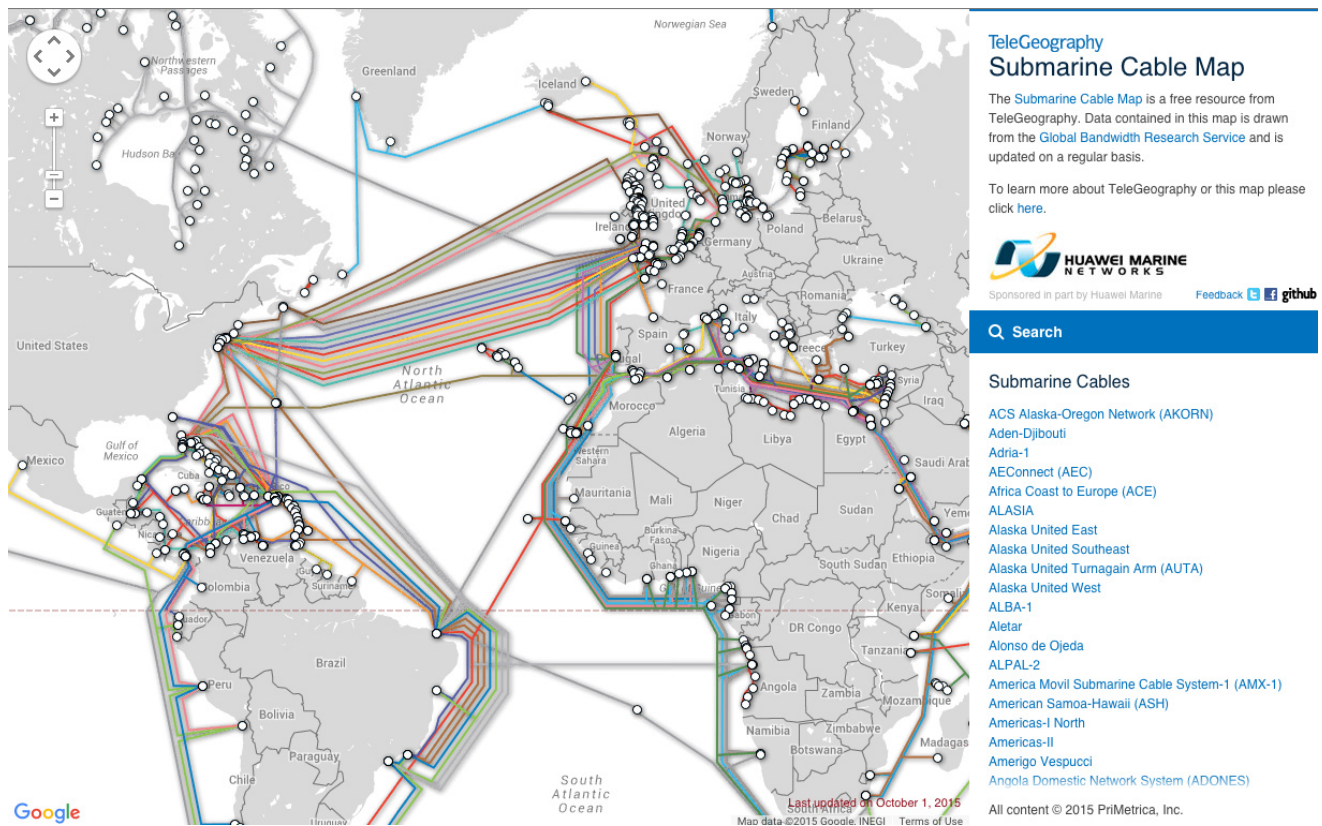 Norwegian Sea
Northwestern
Passages
Greenland
Iceland
Sweden
Finland
Norway
Hudson Ba
United
Kingdom
Ireland
Belarus
Poland
Germany
Ukraine
Austria
France
Romania
Italy
Spain
United States
Portugal
Greece
Turkey
North
Atlantic
Ocean
Syria
Tunisia
Iraq
Morocco
Algeria
Libya
Egypt
Gulf of
Mexico
Mexico
Western
Sahara
Saudi Arab
Cuba
Mauritania
Mali
Niger
Guatem
Chad
Sudan
Yeme
Nica
Burkina
Faso
Guinea
Nigeria
Venezuela
Ghana
Ethiopia
South Sudan
Suriname
Colombia
Somali
Kenya
Gabon
DR Congo
Tanzania
Brazil
Peru
Angola
Zambia
Mozambique
Bolivia
Zimbabwe
Namibia
Botswana
Madagas
Paraguay
Chile
South
Atlantic
Ocean
South Africa
Uruguay
Google
Last updated on October 1, 2015
Map data ©2015 Google, INEGI Terms of Use
TeleGeography
Submarine Cable Map
The Submarine Cable Map is a free resource from
TeleGeography. Data contained in this map is drawn
from the Global Bandwidth Research Service and is
updated on a regular basis.
To learn more about TeleGeography or this map please
click here.
HUAWEI MARINE
NETWORKS
Sponsored in part by Huawei Marine Feedback github
Search
Submarine Cables
ACS Alaska-Oregon Network (AKORN)
Aden-Djibouti
Adria-1
AEConnect (AEC)
Africa Coast to Europe (ACE)
ALASIA
Alaska United East
Alaska United Southeast
Alaska United Turnagain Arm (AUTA)
Alaska United West
ALBA-1
Aletar
Alonso de Ojeda
ALPAL-2
America Movil Submarine Cable System-1 (AMX-1)
American Samoa-Hawaii (ASH)
Americas-I North
Americas-II
Amerigo Vespucci
Angola Domestic Network System (ADONES)
All content © 2015 PriMetrica, Inc.